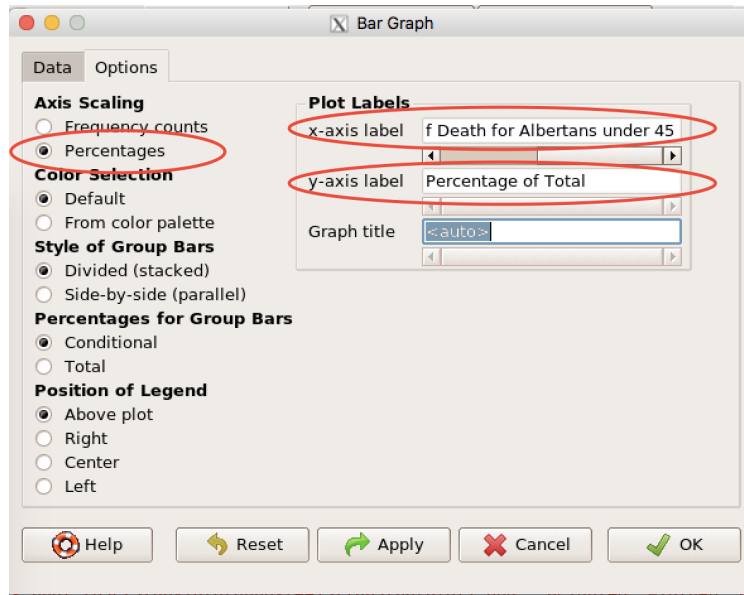 Bar Graph
Data Options
Axis Scaling
Frequency counts
Percentages
Color Selection
Default
From color palette
Style of Group Bars
Divided (stacked)
Side-by-side (parallel)
Percentages for Group Bars
Conditional
Total
Position of Legend
Above plot
Right
Center
Left
Plot Labels
x-axis label f Death for Albertans under 45
y-axis label Percentage of Total
Graph title <auto>
Help Reset Apply Cancel OK